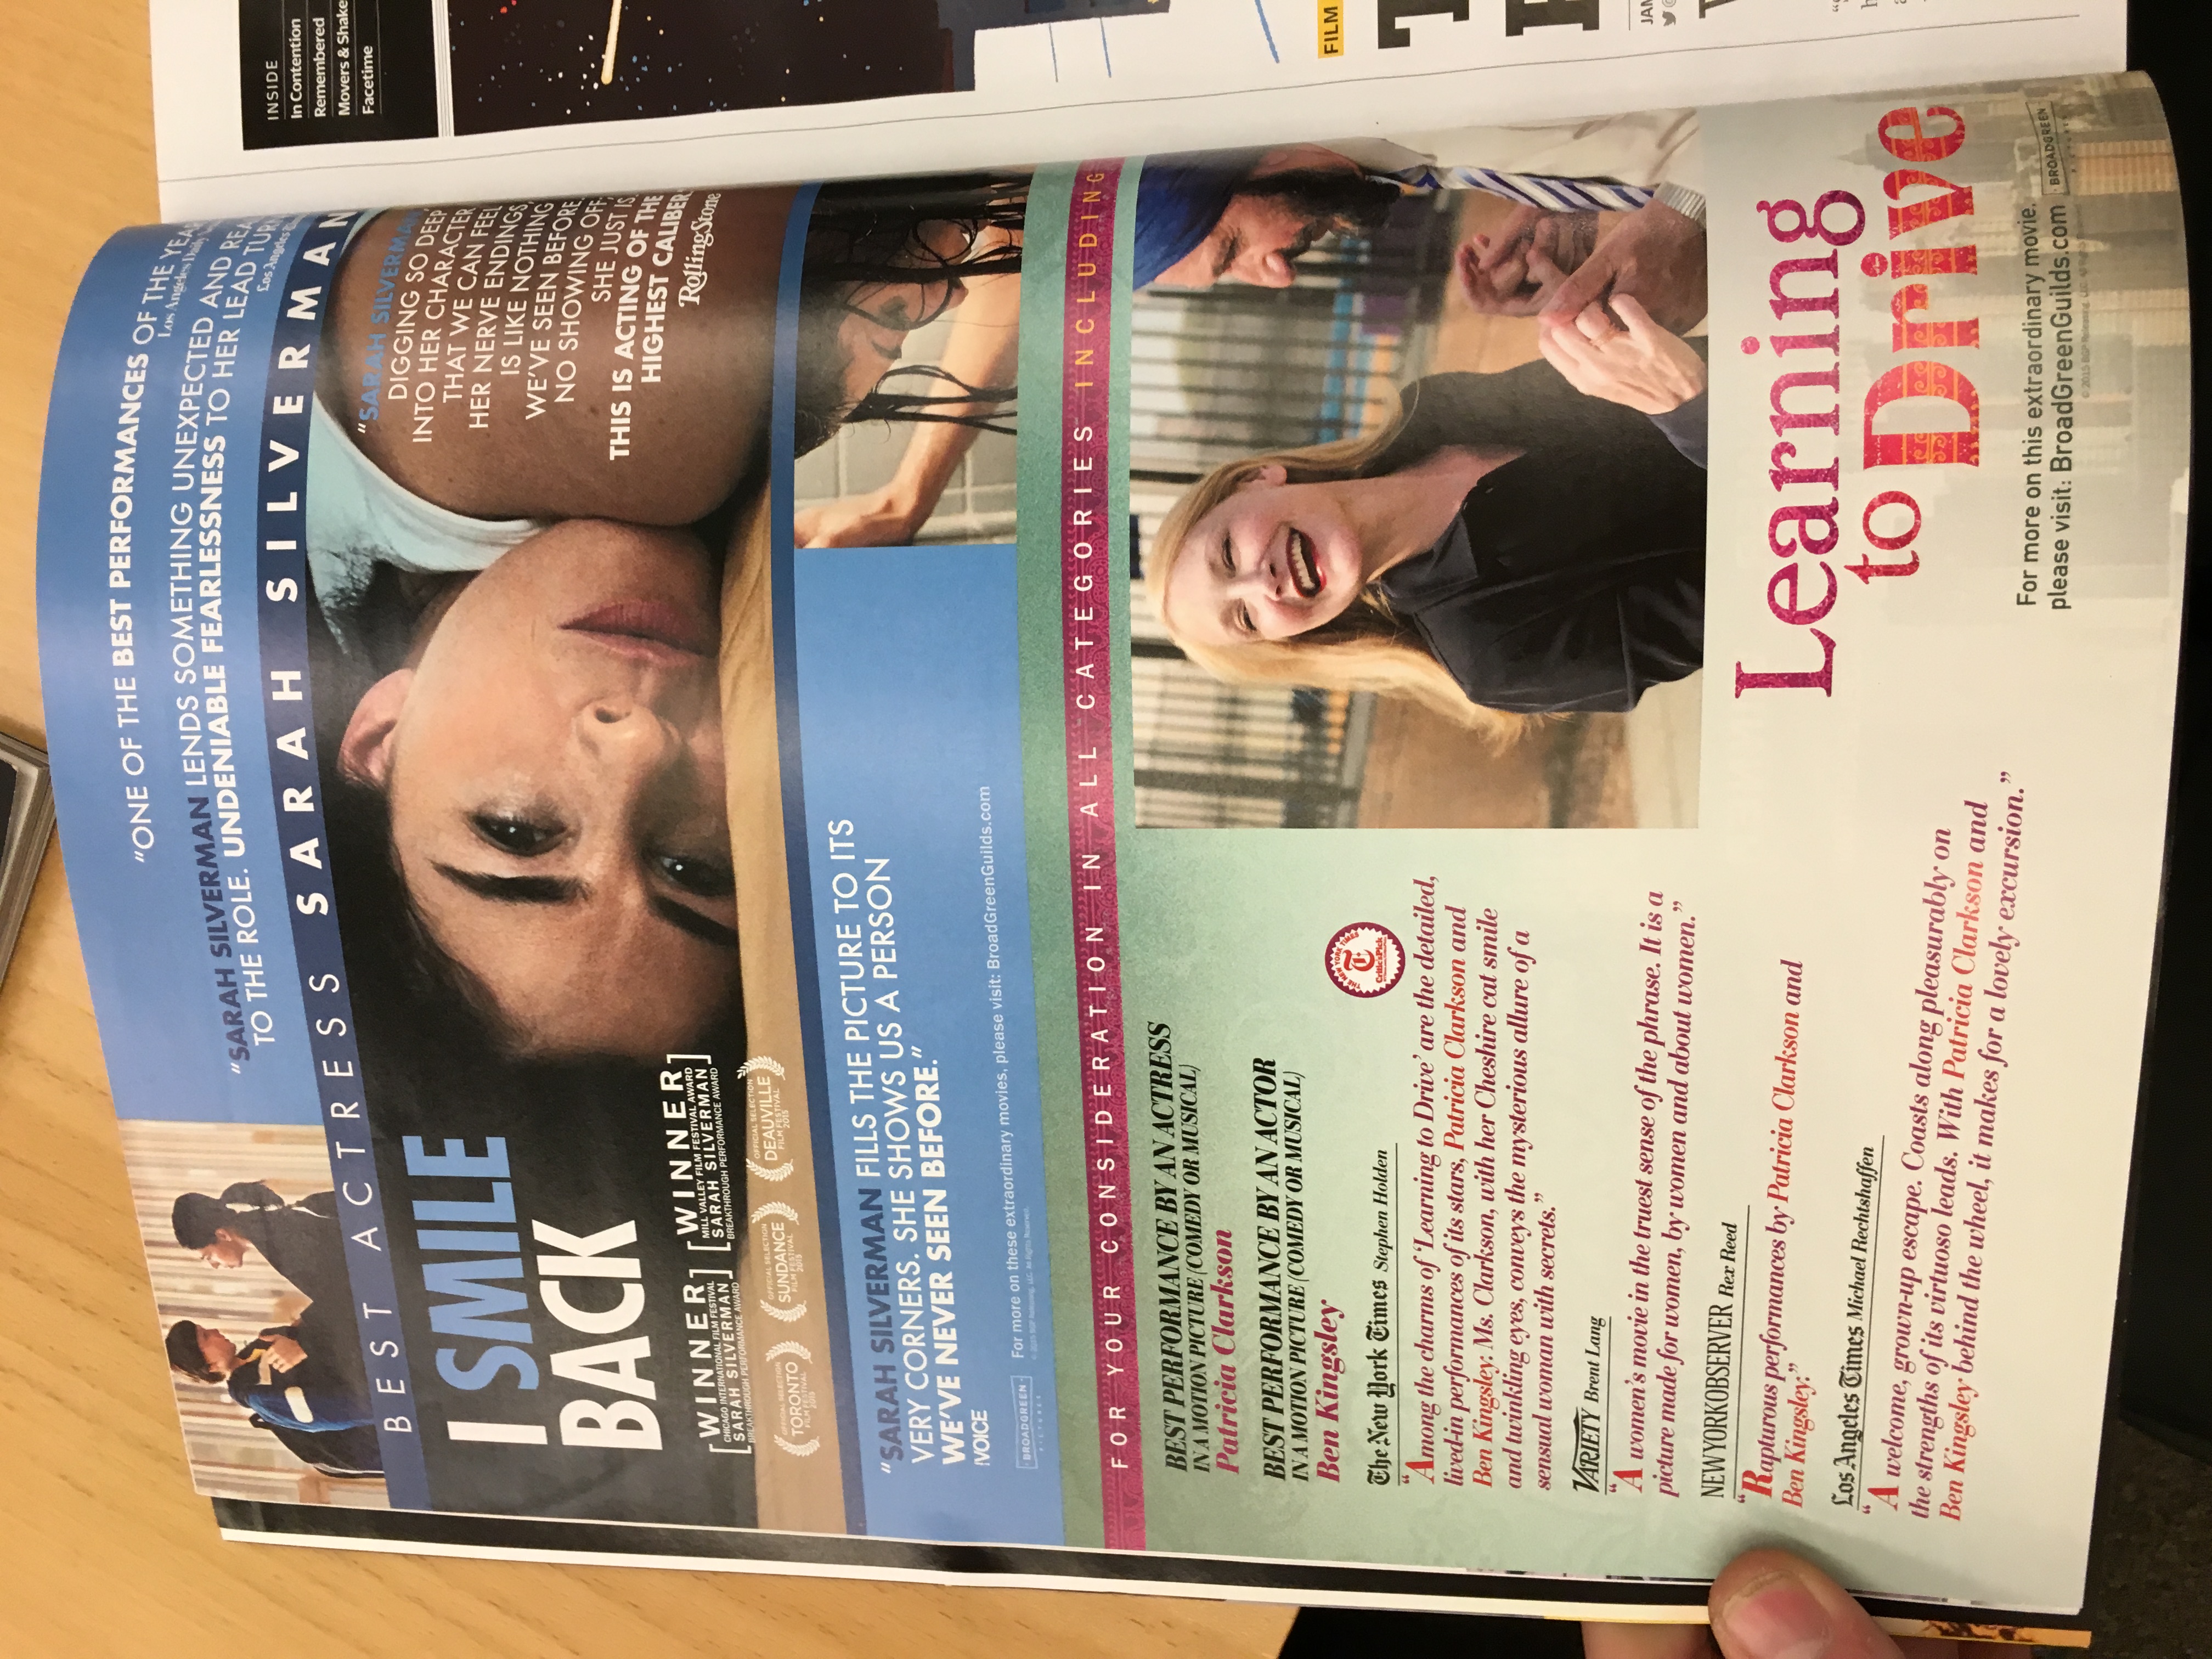 "ONE OF THE BEST PERFORMANCES OF THE YEA
Los Angeles Daily
"SARAH SILVERMAN LENDS SOMETHING UNEXPECTED AND REA
TO THE ROLE. UNDENIABLE FEARLESSNESS TO HER LEAD TURN
Los Angeles
BEST ACTRESS SARAH SILVERMAN
I SMILE
BACK
[WINNER]
CHICAGO INTERNATIONAL FILM FESTIVAL
SARAH SILVERMAN
BREAKTHROUGH PERFORMANCE AWARD
[WINNER]
MILL VALLEY FILM FESTIVAL AWARD
SARAH SILVERMAN
BREAKTHROUGH PERFORMANCE AWARD
OFFICIAL SELECTION
TORONTO
FILM FESTIVAL
2015
OFFICIAL SELECTION
SUNDANCE
FILM FESTIVAL
2015
OFFICIAL SELECTION
DEAUVILLE
FILM FESTIVAL
2015
"SARAH SILVERMAN
DIGGING SO DEEP
INTO HER CHARACTER
THAT WE CAN FEEL
HER NERVE ENDINGS,
IS LIKE NOTHING
WE'VE SEEN BEFORE
NO SHOWING OFF,
SHE JUST IS.
THIS IS ACTING OF THE
HIGHEST CALIBER
RollingStone
"SARAH SILVERMAN FILLS THE PICTURE TO ITS
VERY CORNERS. SHE SHOWS US A PERSON
WE'VE NEVER SEEN BEFORE."
VOICE
BROADGREEN
PICTURES
For more on these extraordinary movies, please visit: BroadGreenGuilds.com
FOR YOUR CONSIDERATION IN ALL CATEGORIES INCLUDING
BEST PERFORMANCE BY AN ACTRESS
IN A MOTION PICTURE (COMEDY OR MUSICAL)
Patricia Clarkson
BEST PERFORMANCE BY AN ACTOR
IN A MOTION PICTURE (COMEDY OR MUSICAL)
Ben Kingsley
THE NEW YORK TIMES
T
Critics' Pick
The New York Times Stephen Holden
"Among the charms of 'Learning to Drive' are the detailed,
lived-in performances of its stars, Patricia Clarkson and
Ben Kingsley. Ms. Clarkson, with her Cheshire cat smile
and twinkling eyes, conveys the mysterious allure of a
sensual woman with secrets."
VARIETY Brent Lang
"A women's movie in the truest sense of the phrase. It is a
picture made for women, by women and about women."
NEW YORK OBSERVER Rex Reed
"Rapturous performances by Patricia Clarkson and
Ben Kingsley."
Los Angeles Times Michael Rechtshaffen
"A welcome, grown-up escape. Coasts along pleasurably on
the strengths of its virtuoso leads. With Patricia Clarkson and
Ben Kingsley behind the wheel, it makes for a lovely excursion."
Learning
to Drive
For more on this extraordinary movie,
please visit: BroadGreenGuilds.com
BROADGREEN
INSIDE
In Contention
Remembered
Movers & Shake
Facetime
FILM
JAM